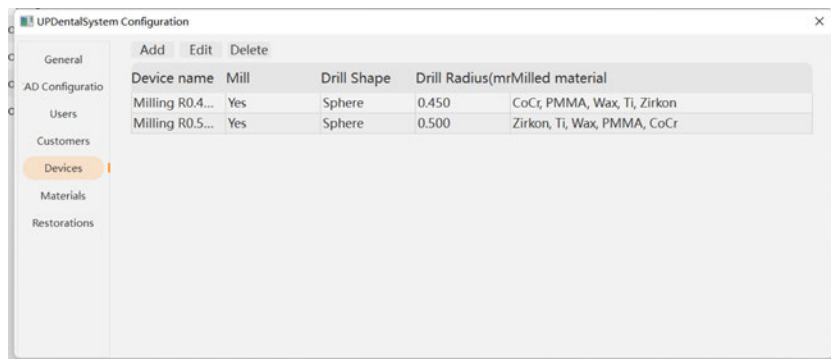 UPDentalSystem Configuration
Add Edit Delete
General
AD Configuratio
Users
Customers
Devices
Materials
Restorations
Device name Mill Drill Shape Drill Radius(mrMilled material
Milling R0.4... Yes Sphere 0.450 CoCr, PMMA, Wax, Ti, Zirkon
Milling R0.5... Yes Sphere 0.500 Zirkon, Ti, Wax, PMMA, CoCr